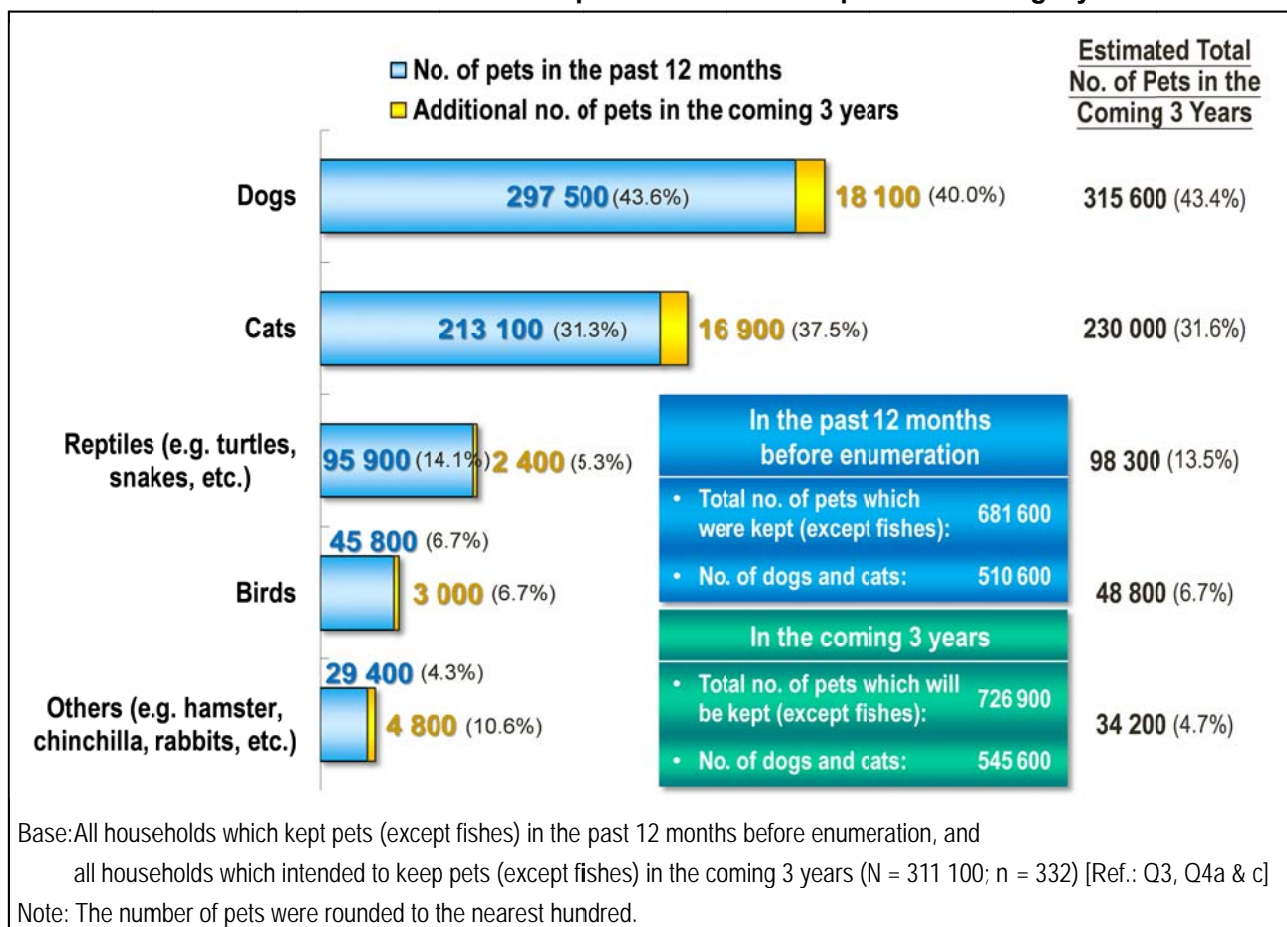 □ No. of pets in the past 12 months
□ Additional no. of pets in the coming 3 years
Estimated Total
No. of Pets in the
Coming 3 Years
Dogs
297 500 (43.6%)
18 100 (40.0%)
315 600 (43.4%)
Cats
213 100 (31.3%)
16 900 (37.5%)
230 000 (31.6%)
Reptiles (e.g. turtles,
snakes, etc.)
95 900 (14.1%)
2 400 (5.3%)
98 300 (13.5%)
45 800 (6.7%)
Birds
3 000 (6.7%)
48 800 (6.7%)
29 400 (4.3%)
Others (e.g. hamster,
chinchilla, rabbits, etc.)
4 800 (10.6%)
34 200 (4.7%)
In the past 12 months
before enumeration
• Total no. of pets which
were kept (except fishes): 681 600
• No. of dogs and cats: 510 600
In the coming 3 years
• Total no. of pets which will
be kept (except fishes): 726 900
• No. of dogs and cats: 545 600
Base:All households which kept pets (except fishes) in the past 12 months before enumeration, and
all households which intended to keep pets (except fishes) in the coming 3 years (N = 311 100; n = 332) [Ref.: Q3, Q4a & c]
Note: The number of pets were rounded to the nearest hundred.